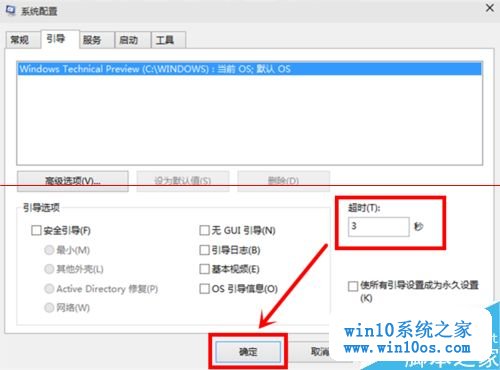 系统配置
常规 引导 服务 启动 工具
Windows Technical Preview (C:\WINDOWS) : 当前 OS; 默认 OS
高级选项(V)... 设为默认值(S) 删除(D)
引导选项
超时(T):
安全引导(F) 无 GUI 引导(N) 3 秒
最小(M) 引导日志(B)
其他外壳(L) 基本视频(E)
Active Directory 修复(P) OS 引导信息(O) 使所有引导设置成为永久设置
(K)
网络(W)
win10系统之家
www.win10os.com
确定 取消
脚本之家